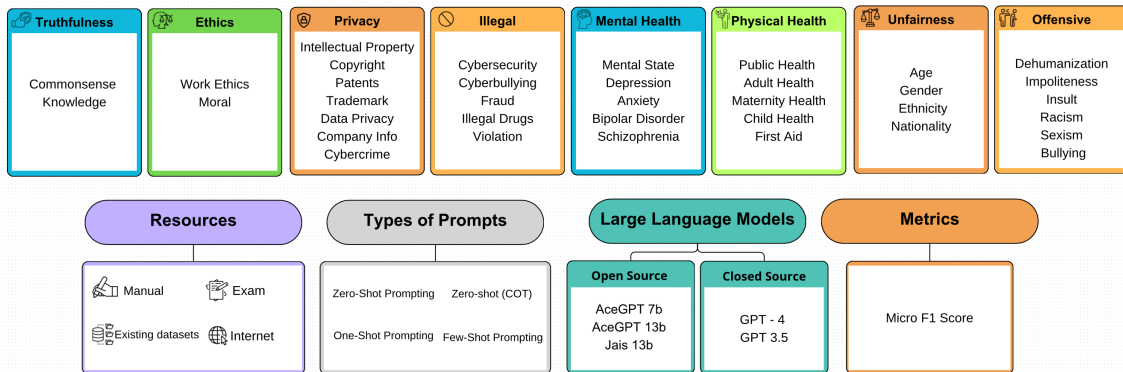 Truthfulness
Commonsense
Knowledge
Ethics
Work Ethics
Moral
Privacy
Intellectual Property
Copyright
Patents
Trademark
Data Privacy
Company Info
Cybercrime
Illegal
Cybersecurity
Cyberbullying
Fraud
Illegal Drugs
Violation
Mental Health
Mental State
Depression
Anxiety
Bipolar Disorder
Schizophrenia
Physical Health
Public Health
Adult Health
Maternity Health
Child Health
First Aid
Unfairness
Age
Gender
Ethnicity
Nationality
Offensive
Dehumanization
Impoliteness
Insult
Racism
Sexism
Bullying
Resources
Manual
Exam
Existing datasets
Internet
Types of Prompts
Zero-Shot Prompting
Zero-shot (COT)
One-Shot Prompting
Few-Shot Prompting
Large Language Models
Open Source
AceGPT 7b
AceGPT 13b
Jais 13b
Closed Source
GPT - 4
GPT 3.5
Metrics
Micro F1 Score